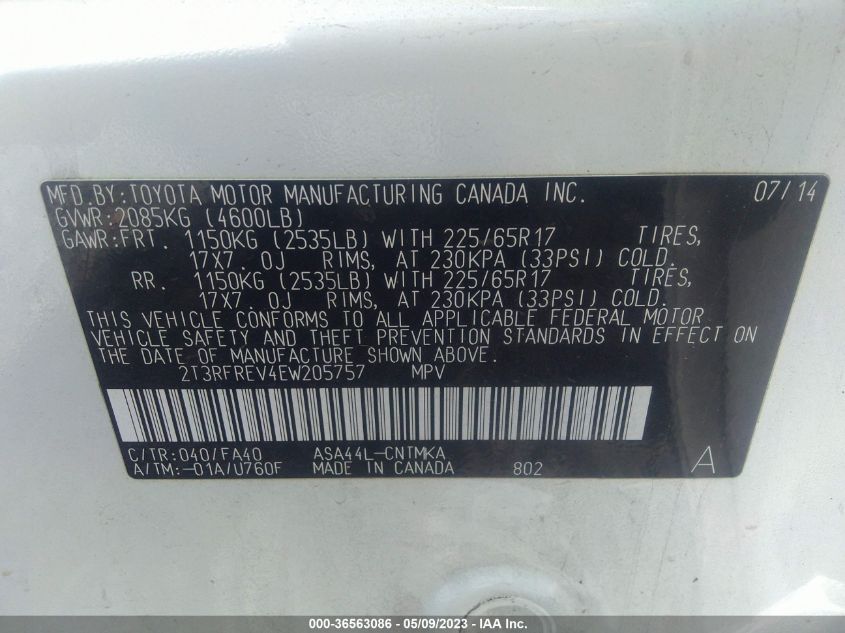 MFD.BY:TOYOTA MOTOR MANUFACTURING CANADA INC. 07/14
GVWR:2085KG (4600LB)
GAWR:FRT. 1150KG (2535LB) WITH 225/65R17 TIRES,
17X7.0J RIMS, AT 230KPA (33PSI) COLD.
RR. 1150KG (2535LB) WITH 225/65R17 TIRES,
17X7.0J RIMS, AT 230KPA (33PSI) COLD.
THIS VEHICLE CONFORMS TO ALL APPLICABLE FEDERAL MOTOR
VEHICLE SAFETY AND THEFT PREVENTION STANDARDS IN EFFECT ON
THE DATE OF MANUFACTURE SHOWN ABOVE.
2T3RFREV4EW205757 MPV
C/TR:040/FA40 ASA44L-CNTMKA
A/TM:-01A/U760F MADE IN CANADA 802 A
000-36563086 - 05/09/2023 - IAA Inc.